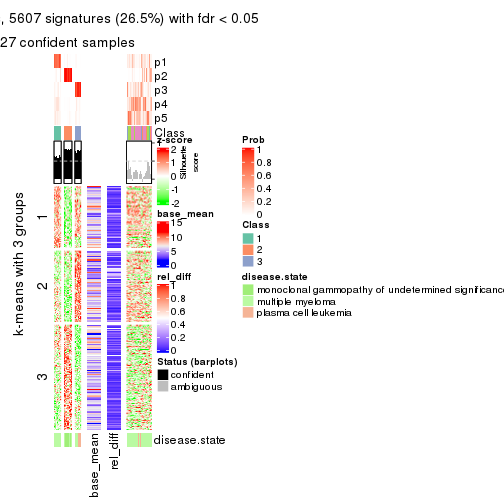 , 5607 signatures (26.5%) with fdr < 0.05
27 confident samples
p1
p2
p3
p4
p5
Class
1
0
Silhouette
score
k-means with 3 groups
1
2
3
z-score
2
1
0
-1
-2
base_mean
15
10
5
0
rel_diff
1
0.8
0.6
0.4
0.2
0
Status (barplots)
confident
ambiguous
Prob
1
0.8
0.6
0.4
0.2
0
Class
1
2
3
disease.state
monoclonal gammopathy of undetermined significance
multiple myeloma
plasma cell leukemia
disease.state
base_mean
rel_diff